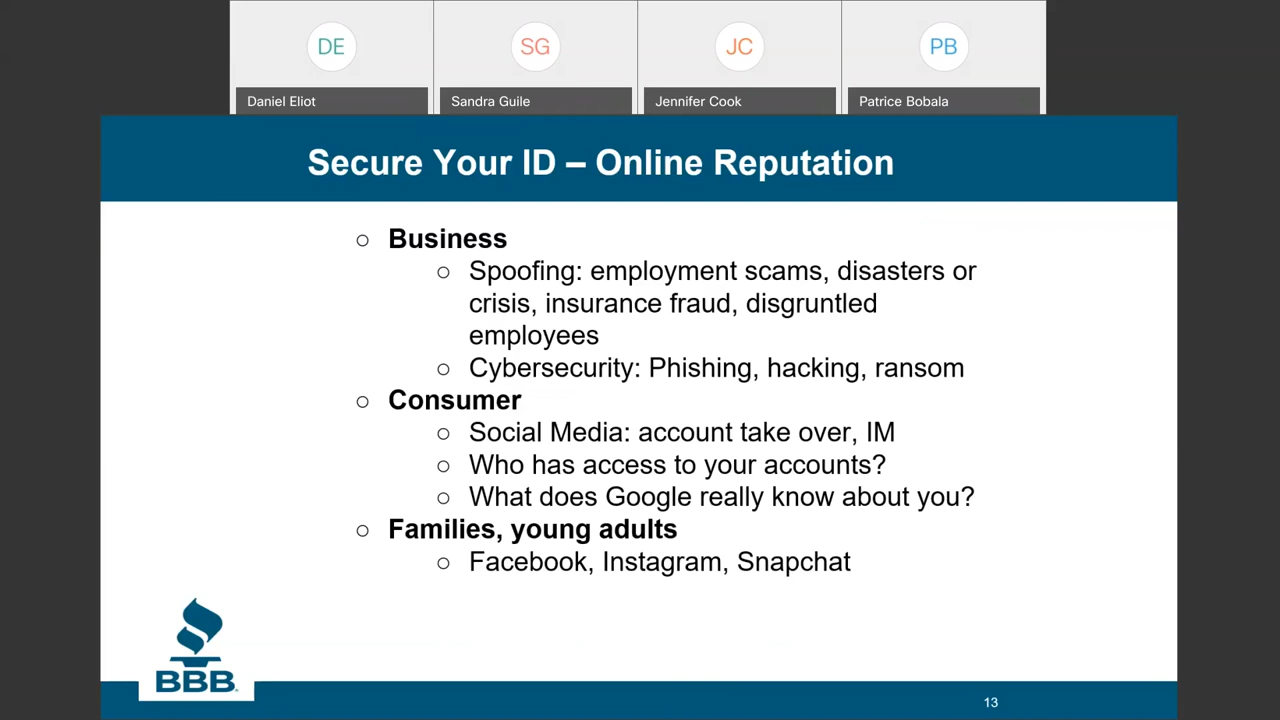 DE SG JC PB
Daniel Eliot Sandra Guile Jennifer Cook Patrice Bobala
Secure Your ID – Online Reputation
○ Business
○ Spoofing: employment scams, disasters or
crisis, insurance fraud, disgruntled
employees
○ Cybersecurity: Phishing, hacking, ransom
○ Consumer
○ Social Media: account take over, IM
○ Who has access to your accounts?
○ What does Google really know about you?
○ Families, young adults
○ Facebook, Instagram, Snapchat
BBB
13